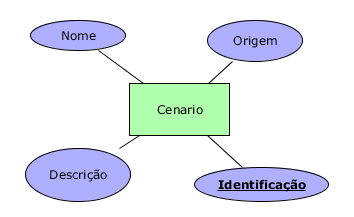 Nome
Origem
Cenario
Descrição
Identificação